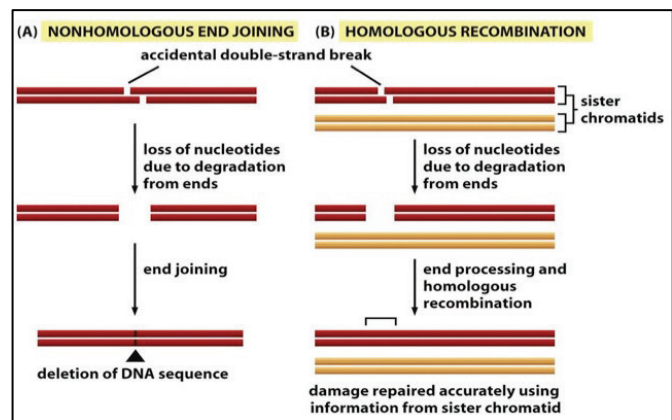 (A) NONHOMOLOGOUS END JOINING
(B) HOMOLOGOUS RECOMBINATION
accidental double-strand break
sister
chromatids
loss of nucleotides
due to degradation
from ends
loss of nucleotides
due to degradation
from ends
end joining
end processing and
homologous
recombination
deletion of DNA sequence
damage repaired accurately using
information from sister chromatid